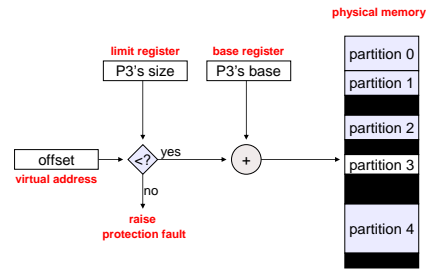 physical memory
limit register
base register
P3's size
P3's base
partition 0
partition 1
partition 2
partition 3
partition 4
offset
virtual address
<?
yes
+
no
raise
protection fault